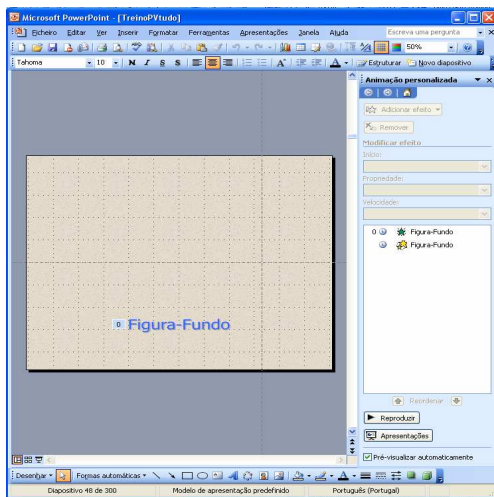 Microsoft PowerPoint - [TreinoPVtudo]
Ficheiro Editar Ver Inserir Formatar Ferramentas Apresentações Janela Ajuda Escreva uma pergunta
50%
Tahoma 10 N I S S Estruturar Novo diapositivo
Animação personalizada
Adicionar efeito
Remover
Modificar efeito
Início:
Propriedade:
Velocidade:
0 Figura-Fundo
Figura-Fundo
0 Figura-Fundo
Reordenar
Reproduzir
Apresentações
Pré-visualizar automaticamente
Desenhar Formas automáticas
Diapositivo 48 de 300 Modelo de apresentação predefinido Português (Portugal)